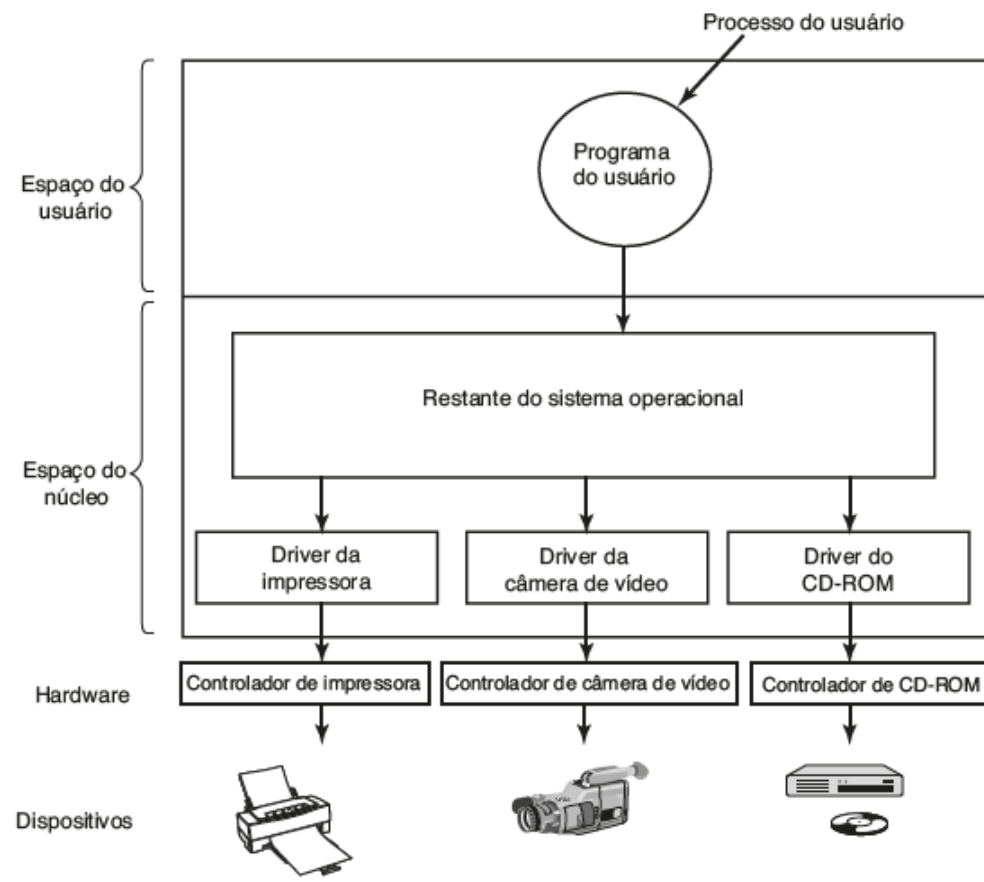 Processo do usuário
Programa
do usuário
Espaço do
usuário
Restante do sistema operacional
Espaço do
núcleo
Driver da
impressora
Driver da
câmera de vídeo
Driver do
CD-ROM
Hardware
Controlador de impressora
Controlador de câmera de vídeo
Controlador de CD-ROM
Dispositivos